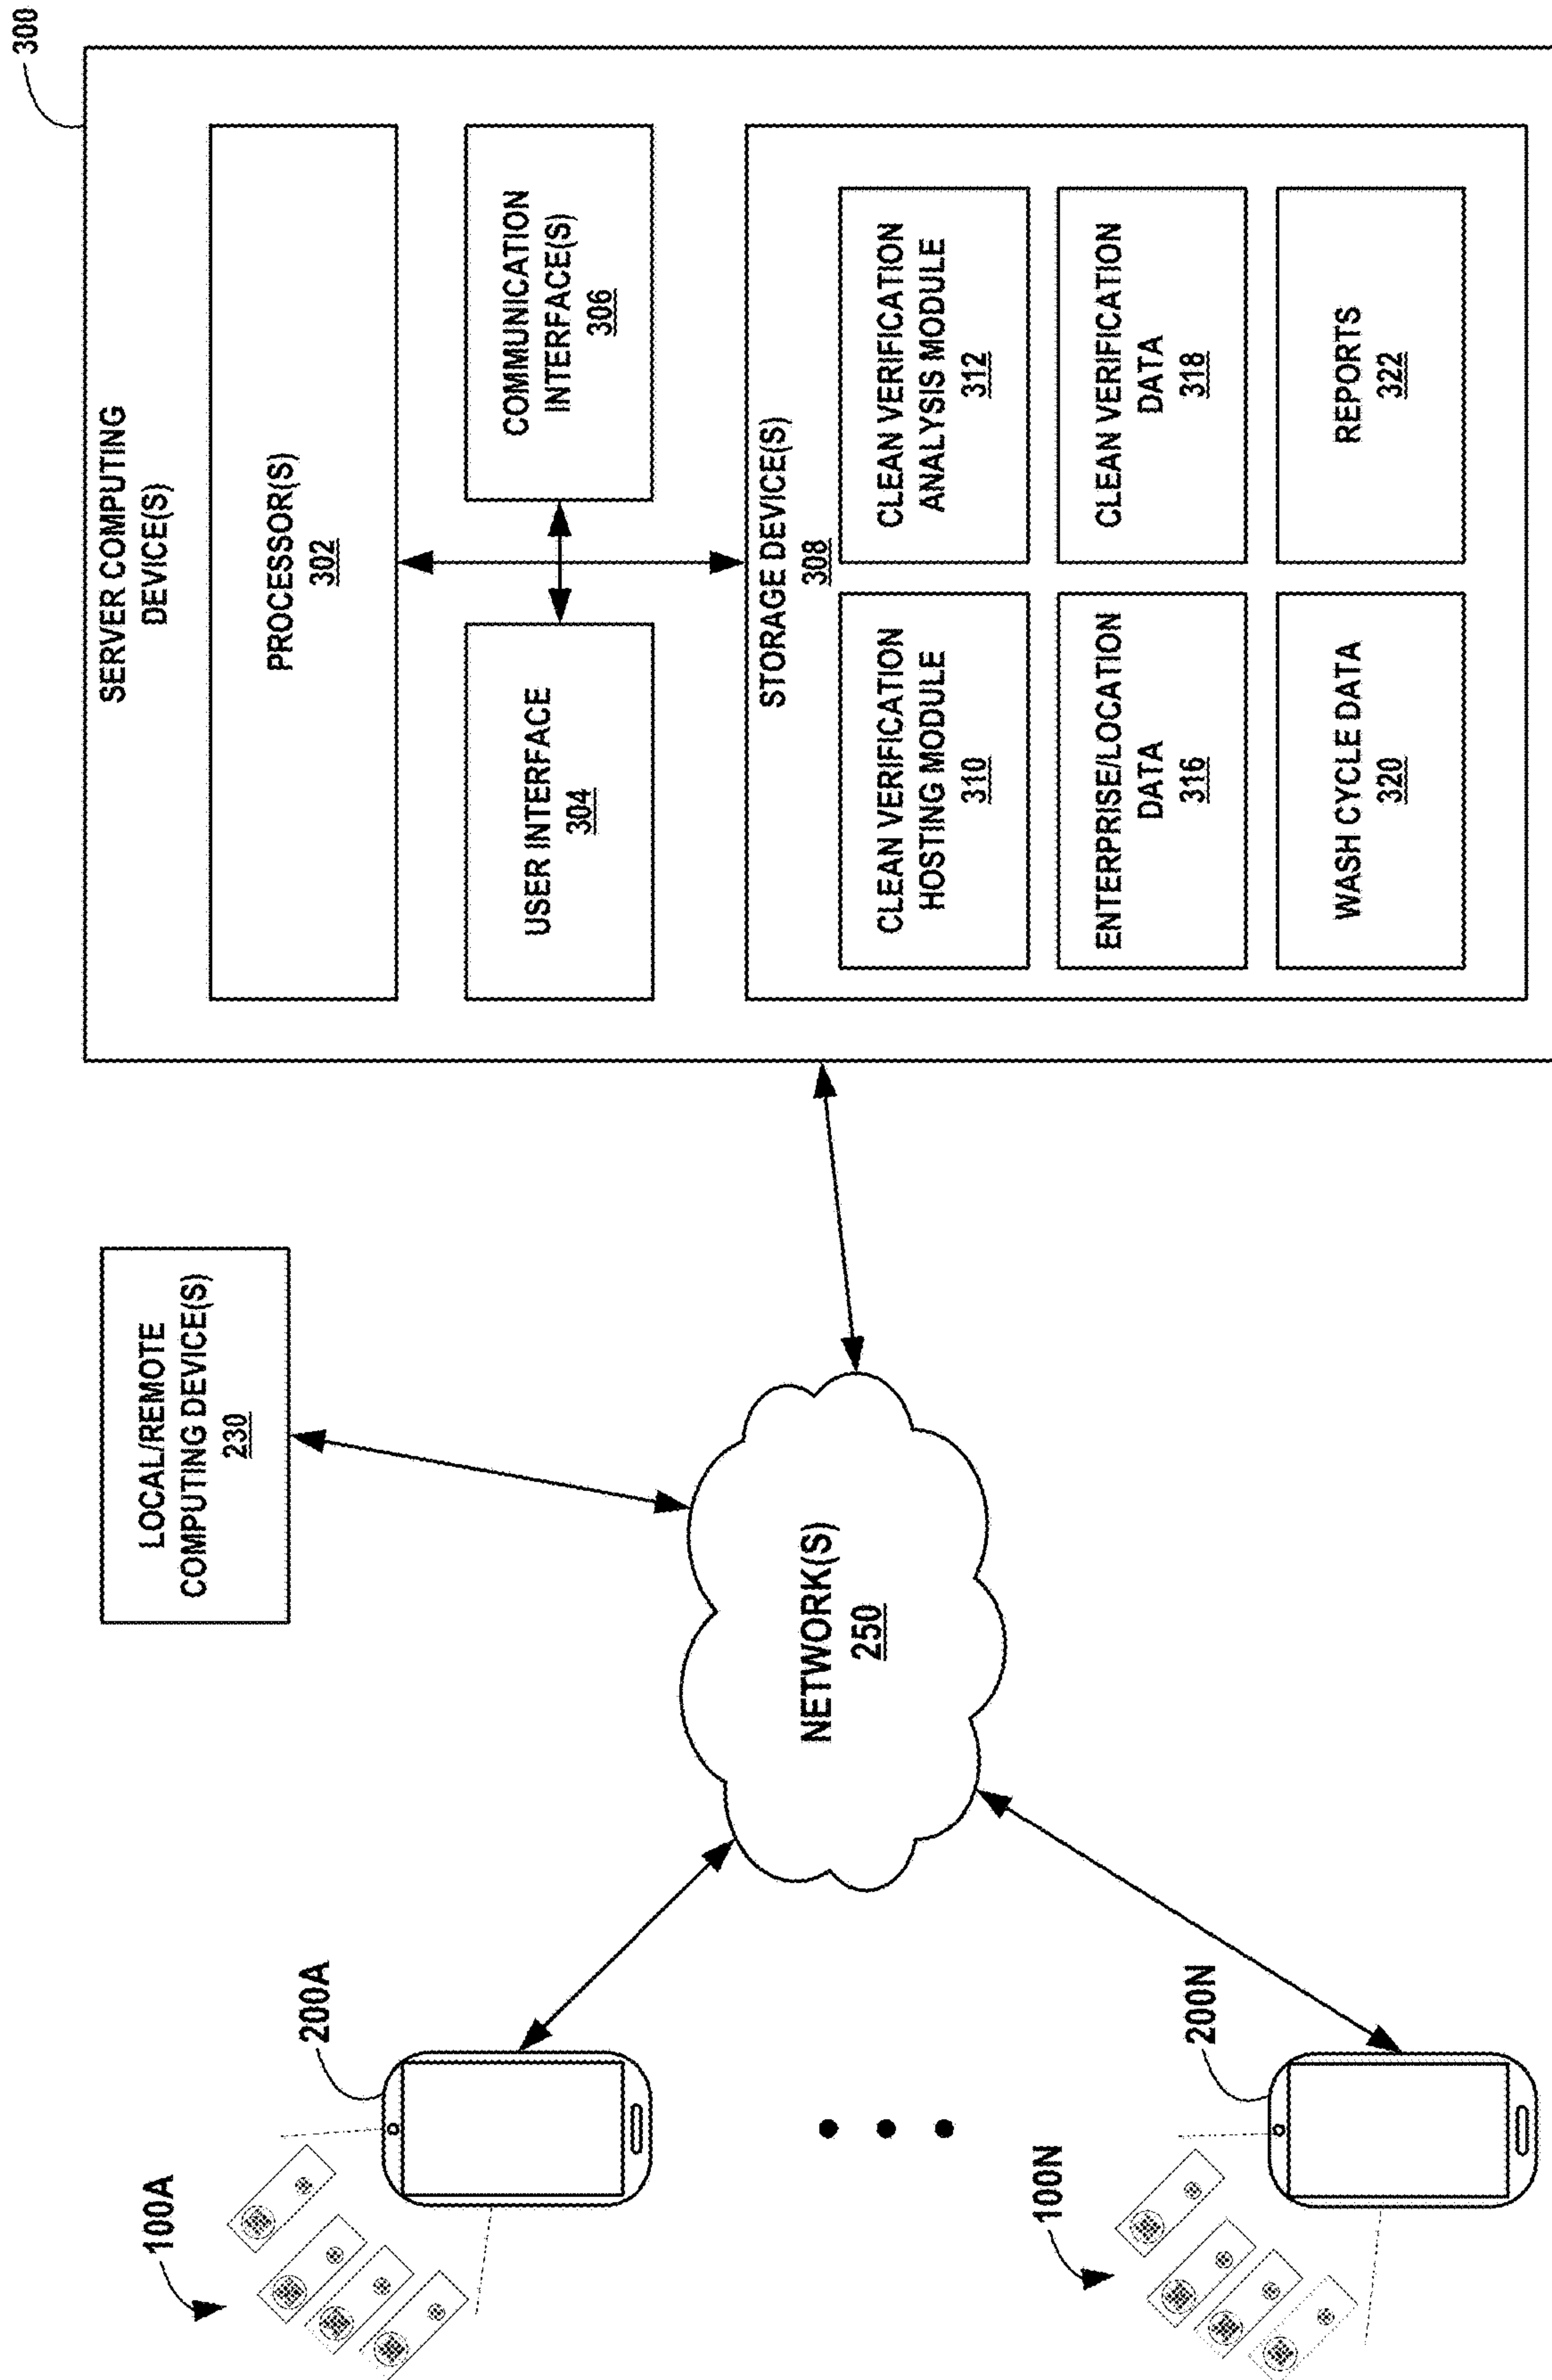 300
SERVER COMPUTING
DEVICE(S)
PROCESSOR(S)
302
USER INTERFACE
304
COMMUNICATION
INTERFACE(S)
306
STORAGE DEVICE(S)
308
CLEAN VERIFICATION
HOSTING MODULE
310
CLEAN VERIFICATION
ANALYSIS MODULE
312
ENTERPRISE/LOCATION
DATA
316
CLEAN VERIFICATION
DATA
318
WASH CYCLE DATA
320
REPORTS
322
LOCAL/REMOTE
COMPUTING DEVICE(S)
230
NETWORK(S)
250
100A
200A
100N
200N